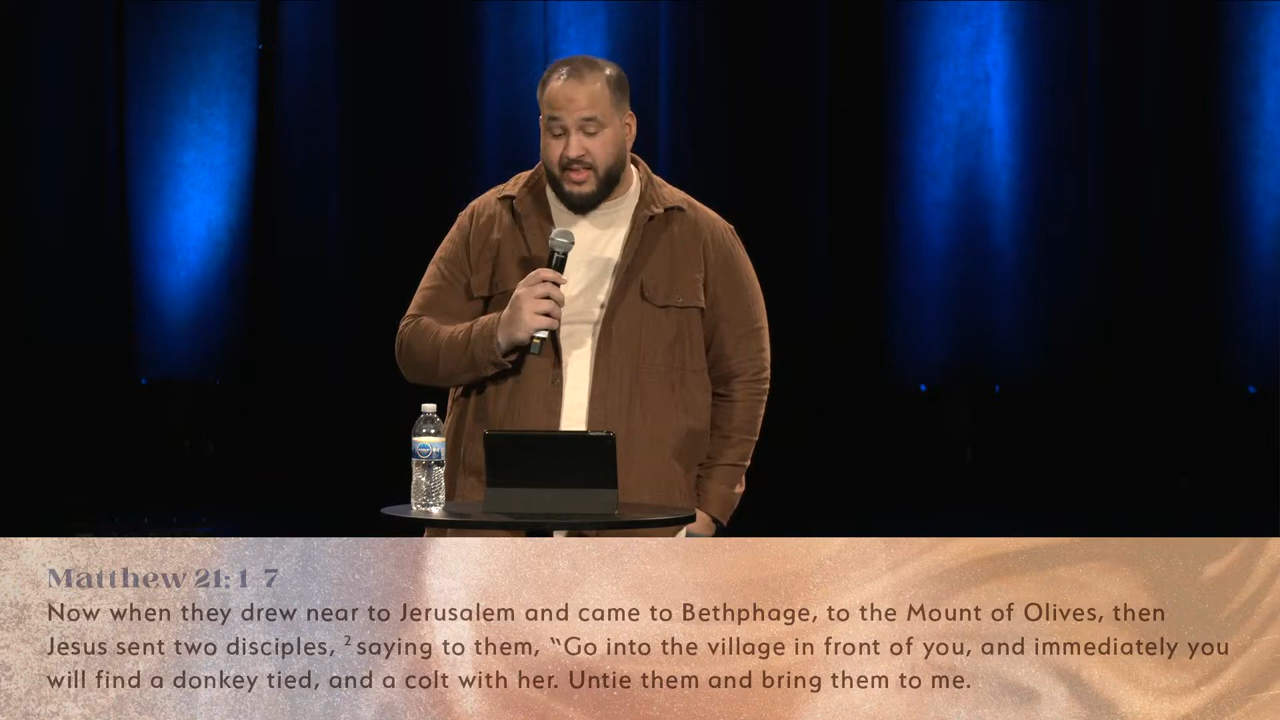 Matthew 21: 1 7
Now when they drew near to Jerusalem and came to Bethphage, to the Mount of Olives, then
Jesus sent two disciples, ² saying to them, “Go into the village in front of you, and immediately you
will find a donkey tied, and a colt with her. Untie them and bring them to me.